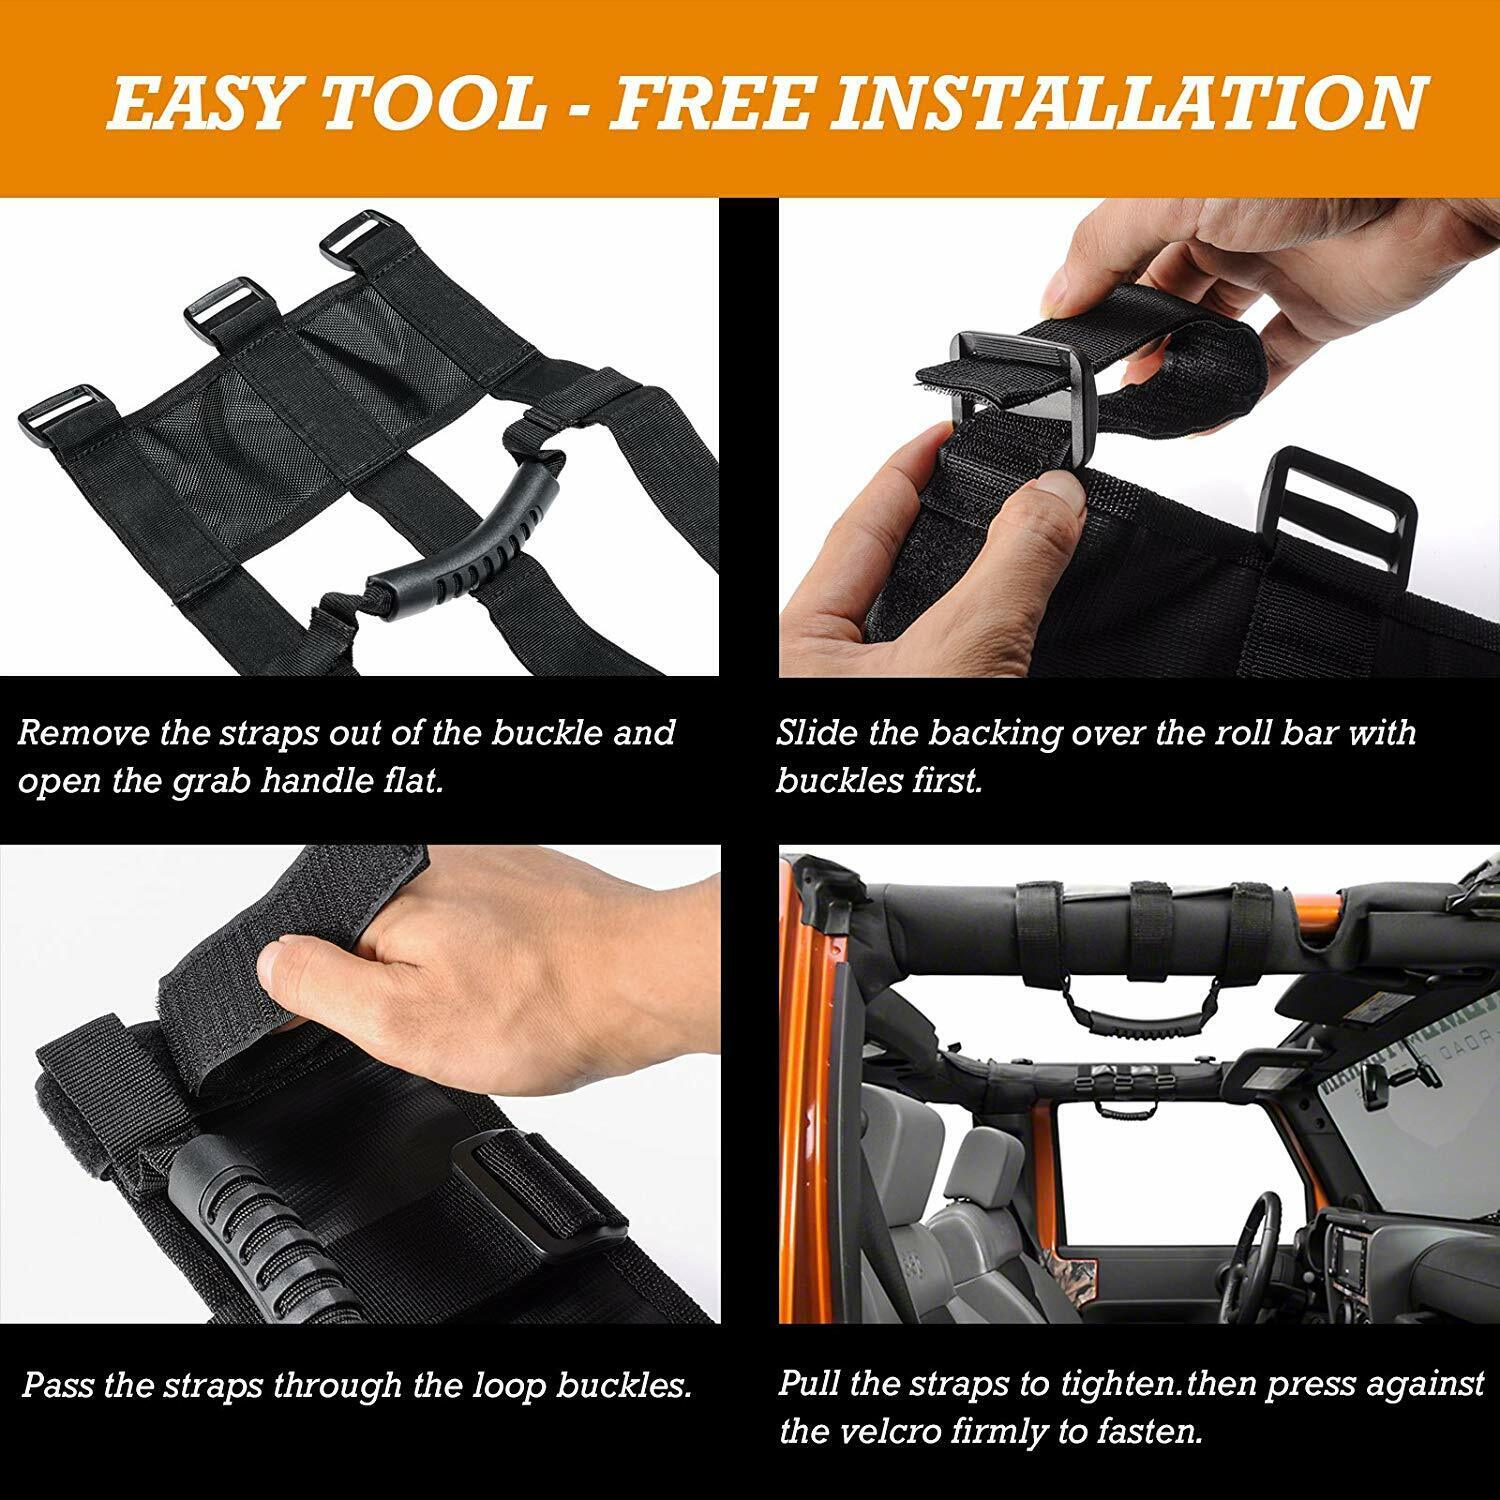 EASY TOOL - FREE INSTALLATION
Remove the straps out of the buckle and
open the grab handle flat.
Slide the backing over the roll bar with
buckles first.
Pass the straps through the loop buckles.
Pull the straps to tighten.then press against
the velcro firmly to fasten.